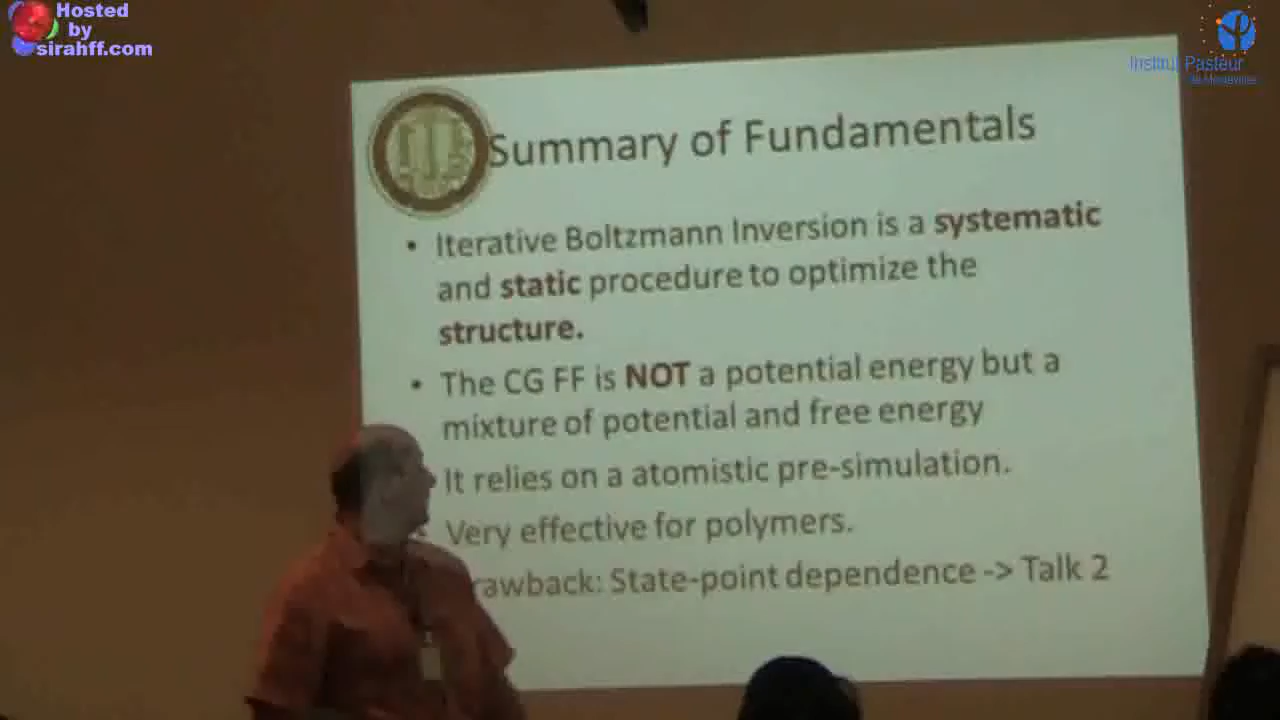 Hosted
by
sirahff.com
Institut Pasteur
de Montevideo
Summary of Fundamentals
• Iterative Boltzmann Inversion is a systematic
and static procedure to optimize the
structure.
• The CG FF is NOT a potential energy but a
mixture of potential and free energy
It relies on a atomistic pre-simulation.
Very effective for polymers.
rawback: State-point dependence -> Talk 2